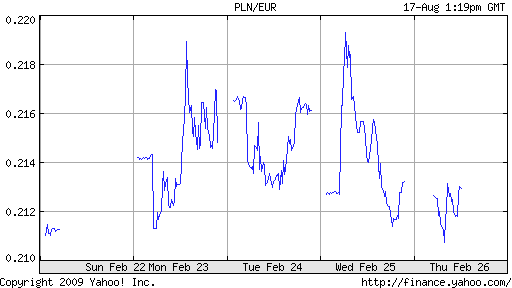 PLN/EUR 17-Aug 1:19pm GMT
0.220
0.218
0.216
0.214
0.212
0.210
Sun Feb 22 Mon Feb 23 Tue Feb 24 Wed Feb 25 Thu Feb 26
Copyright 2009 Yahoo! Inc. http://finance.yahoo.com/